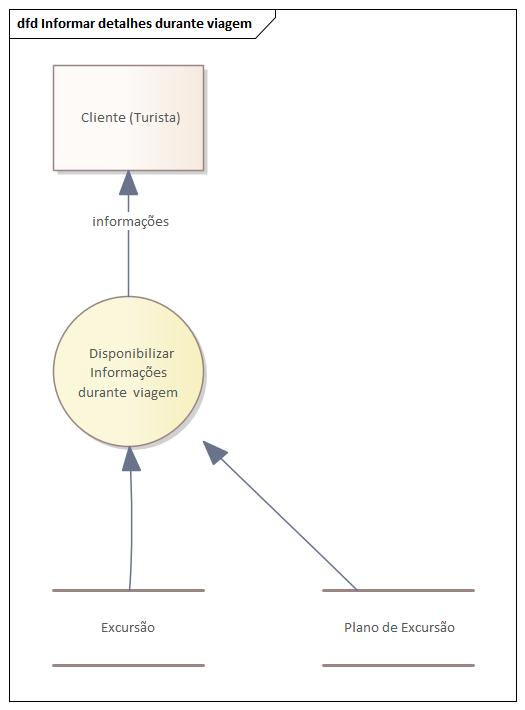 dfd Informar detalhes durante viagem
Cliente (Turista)
informações
Disponibilizar
Informações
durante viagem
Excursão
Plano de Excursão